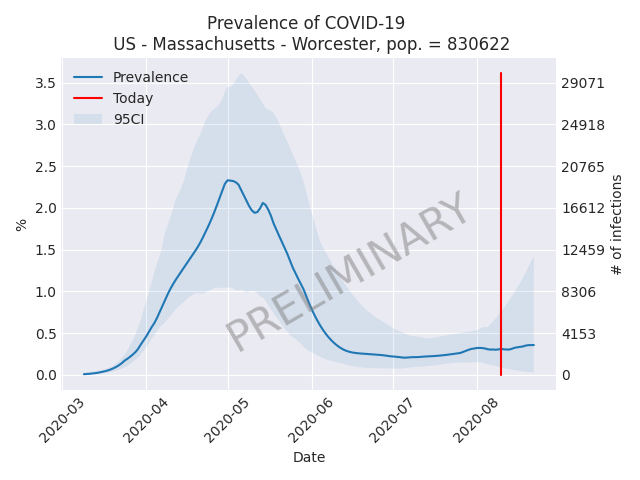 Prevalence of COVID-19
US - Massachusetts - Worcester, pop. = 830622
Prevalence
Today
95CI
3.5
3.0
2.5
2.0
1.5
1.0
0.5
0.0
%
29071
24918
20765
16612
12459
8306
4153
0
# of infections
PRELIMINARY
2020-03
2020-04
2020-05
2020-06
2020-07
2020-08
Date